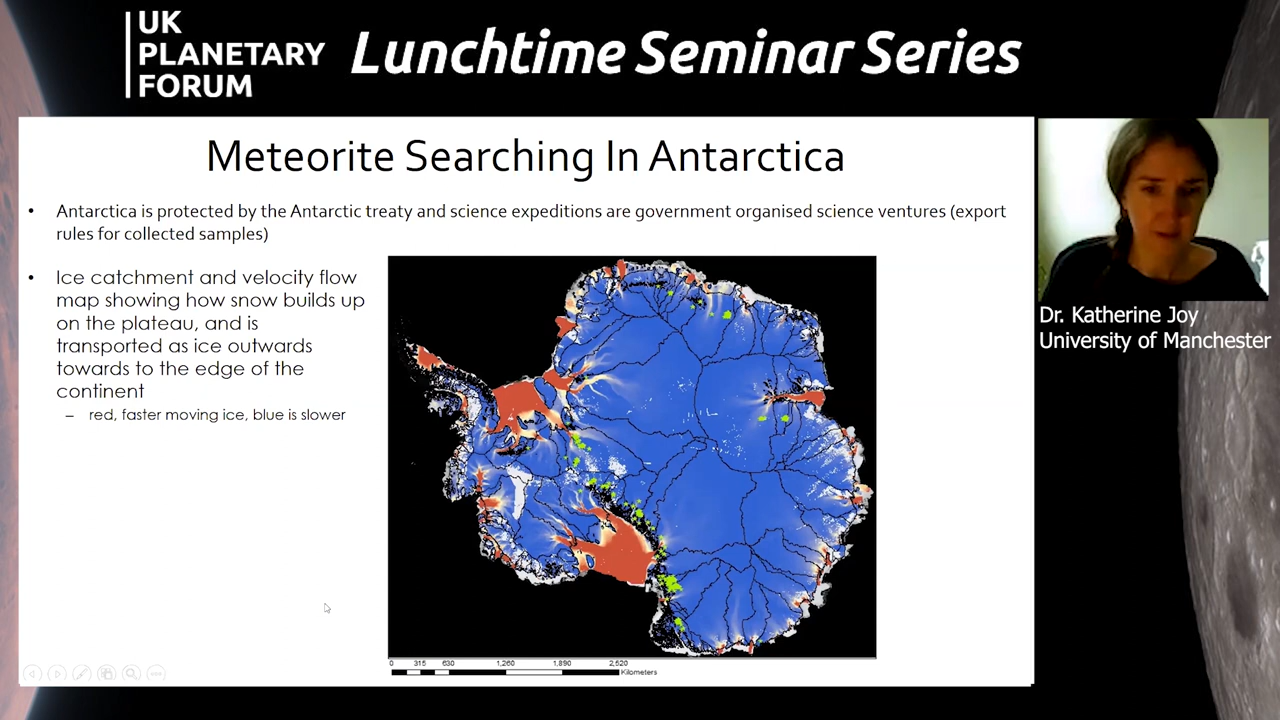 UK
PLANETARY
FORUM
Lunchtime Seminar Series
Meteorite Searching In Antarctica
• Antarctica is protected by the Antarctic treaty and science expeditions are government organised science ventures (export
rules for collected samples)
• Ice catchment and velocity flow
map showing how snow builds up
on the plateau, and is
transported as ice outwards
towards to the edge of the
continent
– red, faster moving ice, blue is slower
0 315 630 1,260 1,890 2,520
Kilometers
Dr. Katherine Joy
University of Manchester